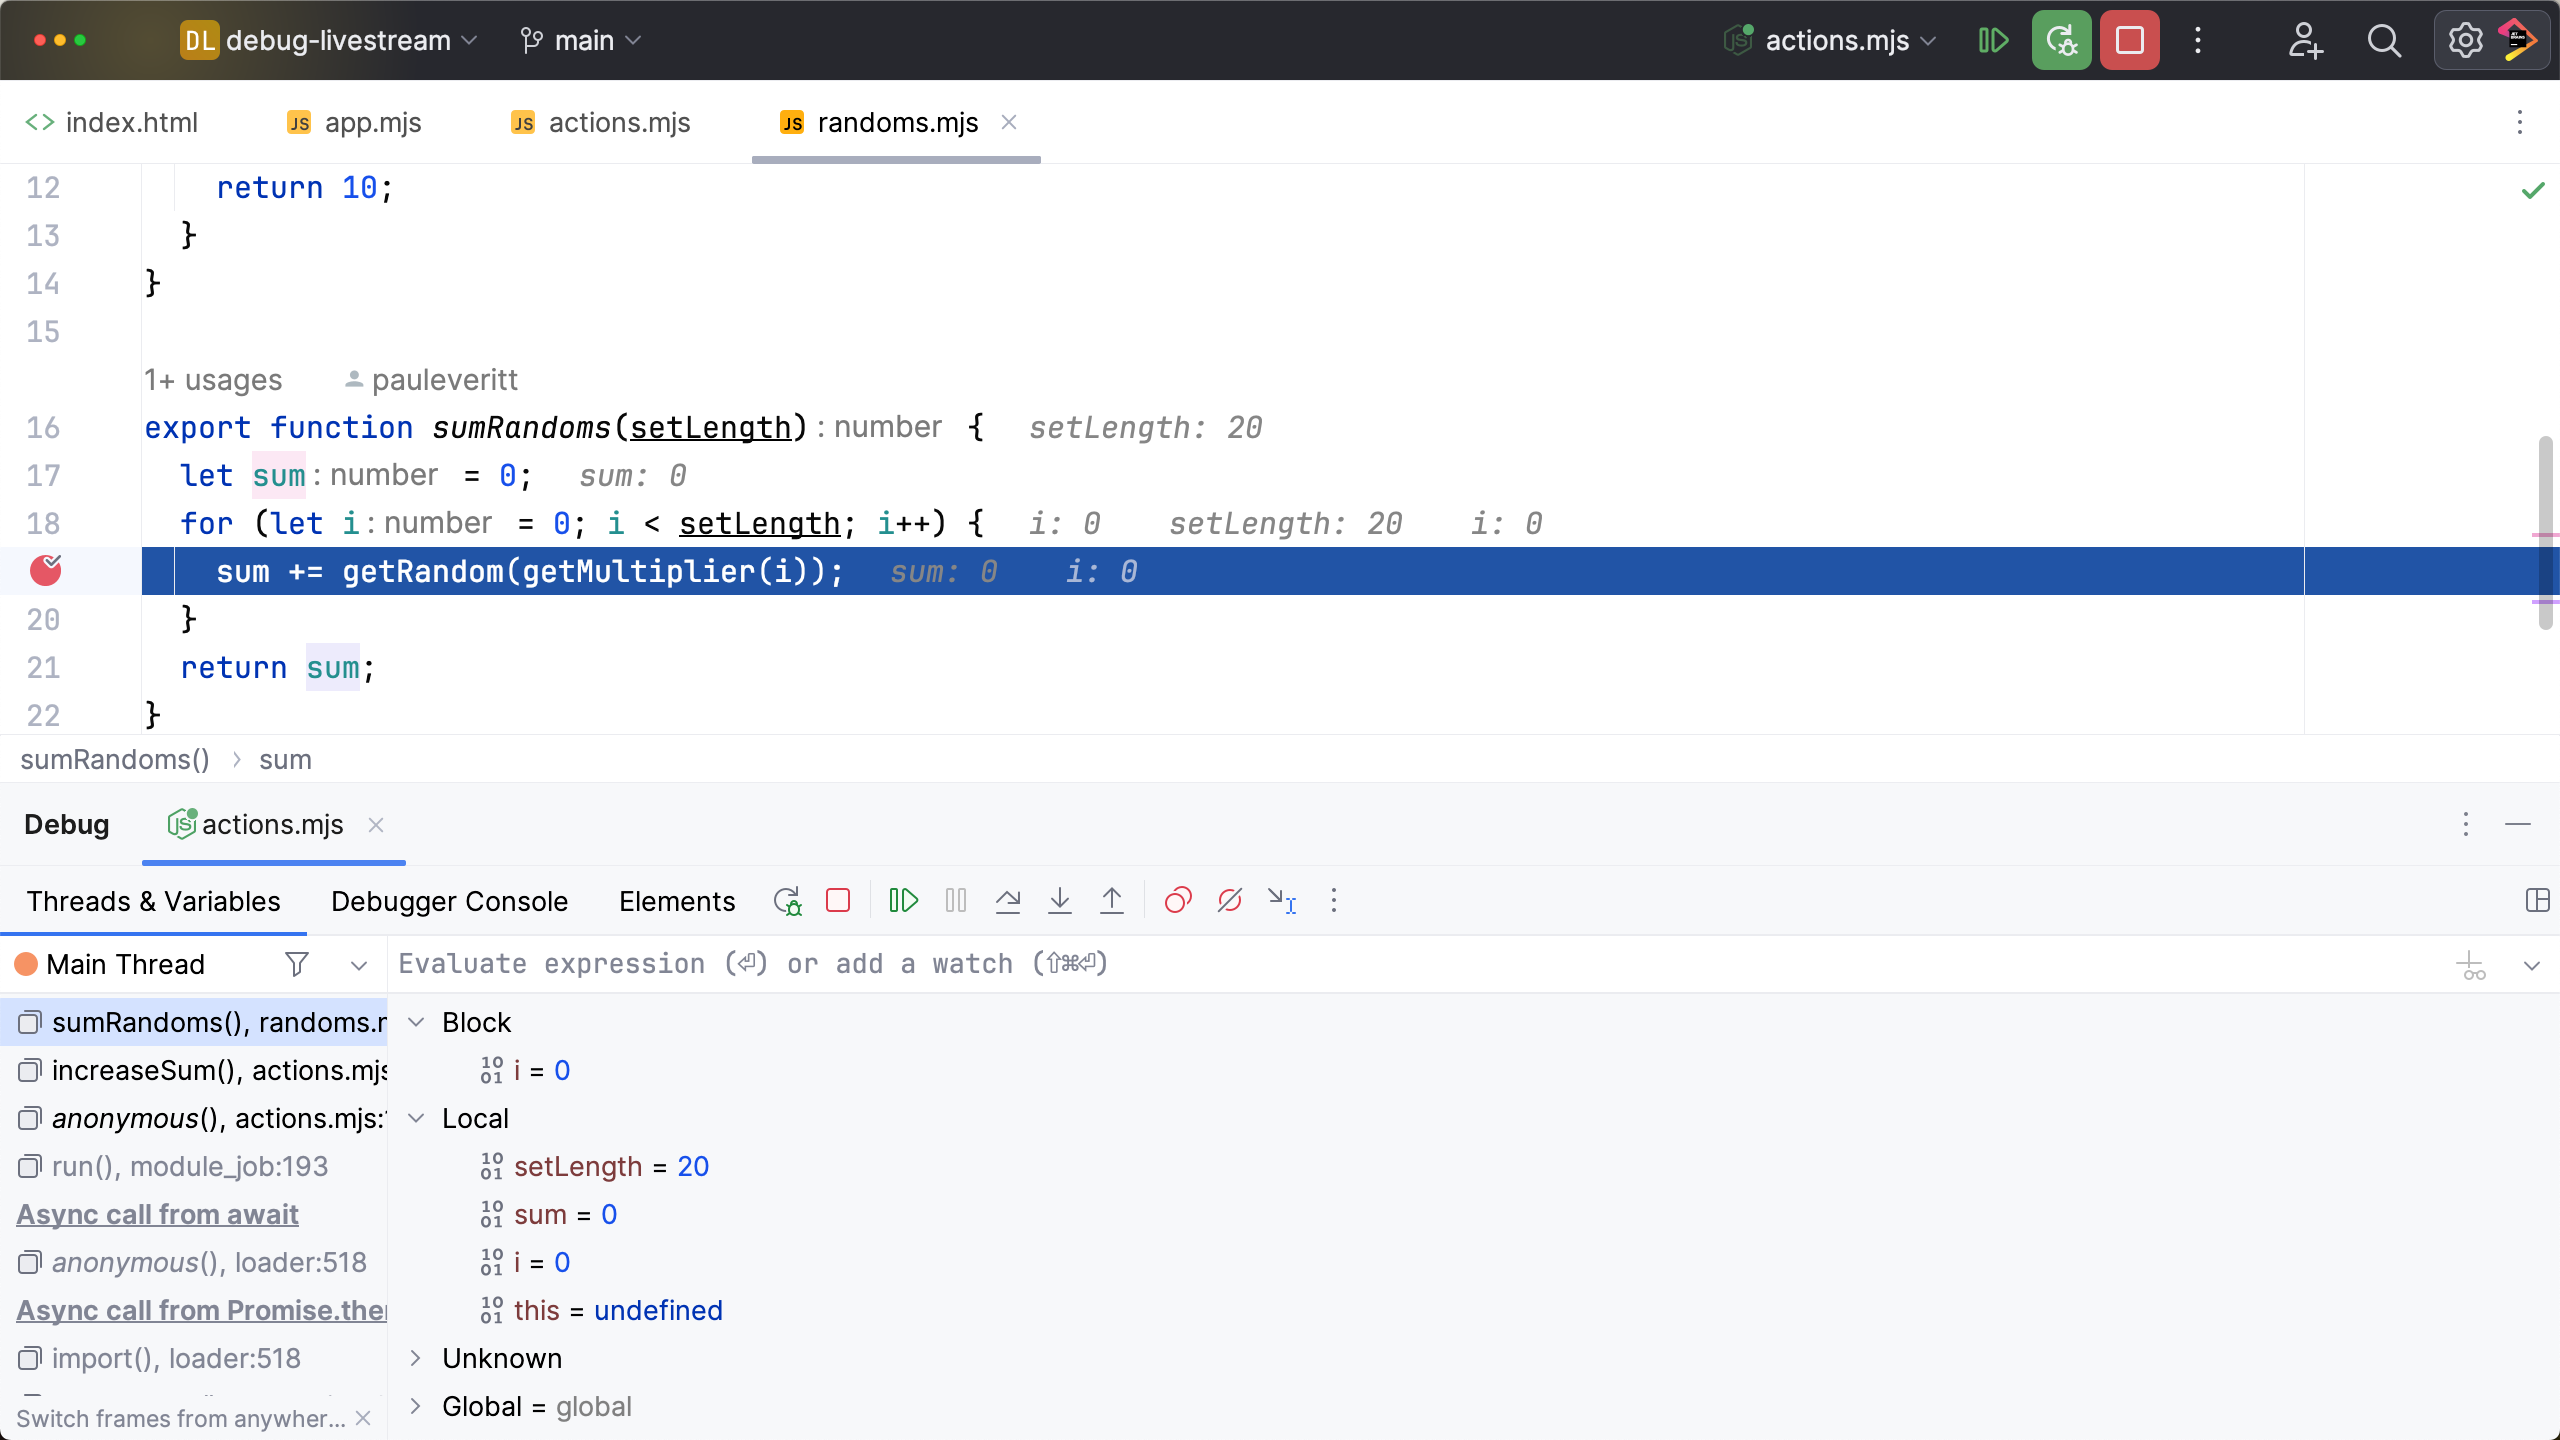 DL debug-livestream main actions.mjs
index.html JS app.mjs JS actions.mjs JS randoms.mjs
12 return 10;
13 }
14 }
15
1+ usages pauleveritt
16 export function sumRandoms(setLength) : number { setLength: 20
17 let sum : number = 0; sum: 0
18 for (let i : number = 0; i < setLength; i++) { i: 0 setLength: 20 i: 0
sum += getRandom(getMultiplier(i)); sum: 0 i: 0
20 }
21 return sum;
22 }
sumRandoms() › sum
Debug JS actions.mjs
Threads & Variables Debugger Console Elements
Main Thread Evaluate expression (⏎) or add a watch (⇧⌘⏎)
sumRandoms(), randoms.m
increaseSum(), actions.mjs
anonymous(), actions.mjs:
run(), module_job:193
Async call from await
anonymous(), loader:518
Async call from Promise.then
import(), loader:518
Switch frames from anywher...
Block
i = 0
Local
setLength = 20
sum = 0
i = 0
this = undefined
Unknown
Global = global